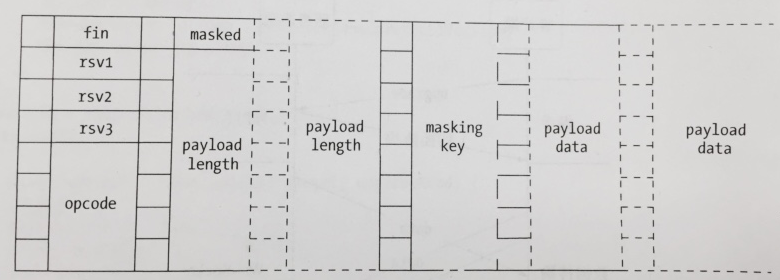 fin
rsv1
rsv2
rsv3
opcode
masked
payload
length
payload
length
masking
key
payload
data
payload
data